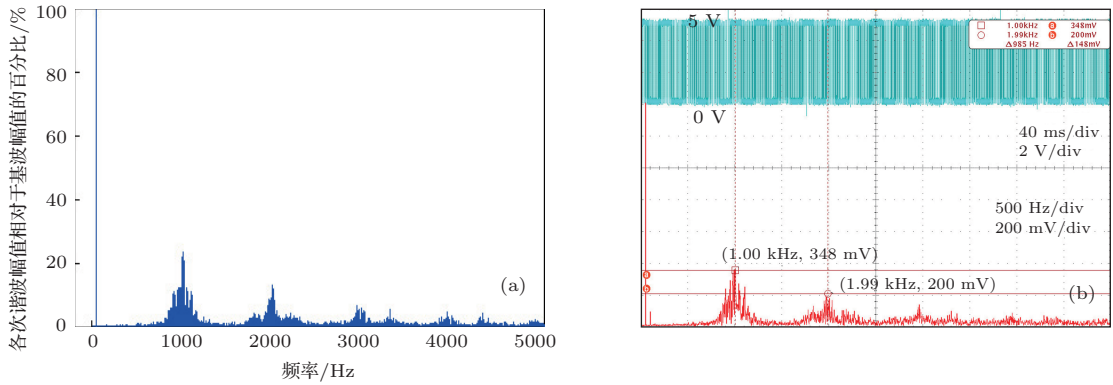 各次谐波幅值相对于基波幅值的百分比/%
100
80
60
40
20
0
0
1000
2000
3000
4000
5000
频率/Hz
(a)
5 V
1.00kHz a 348mV
1.99kHz b 200mV
Δ985 Hz Δ148mV
0 V
40 ms/div
2 V/div
500 Hz/div
200 mV/div
(1.00 kHz, 348 mV)
a
b
(1.99 kHz, 200 mV)
(b)